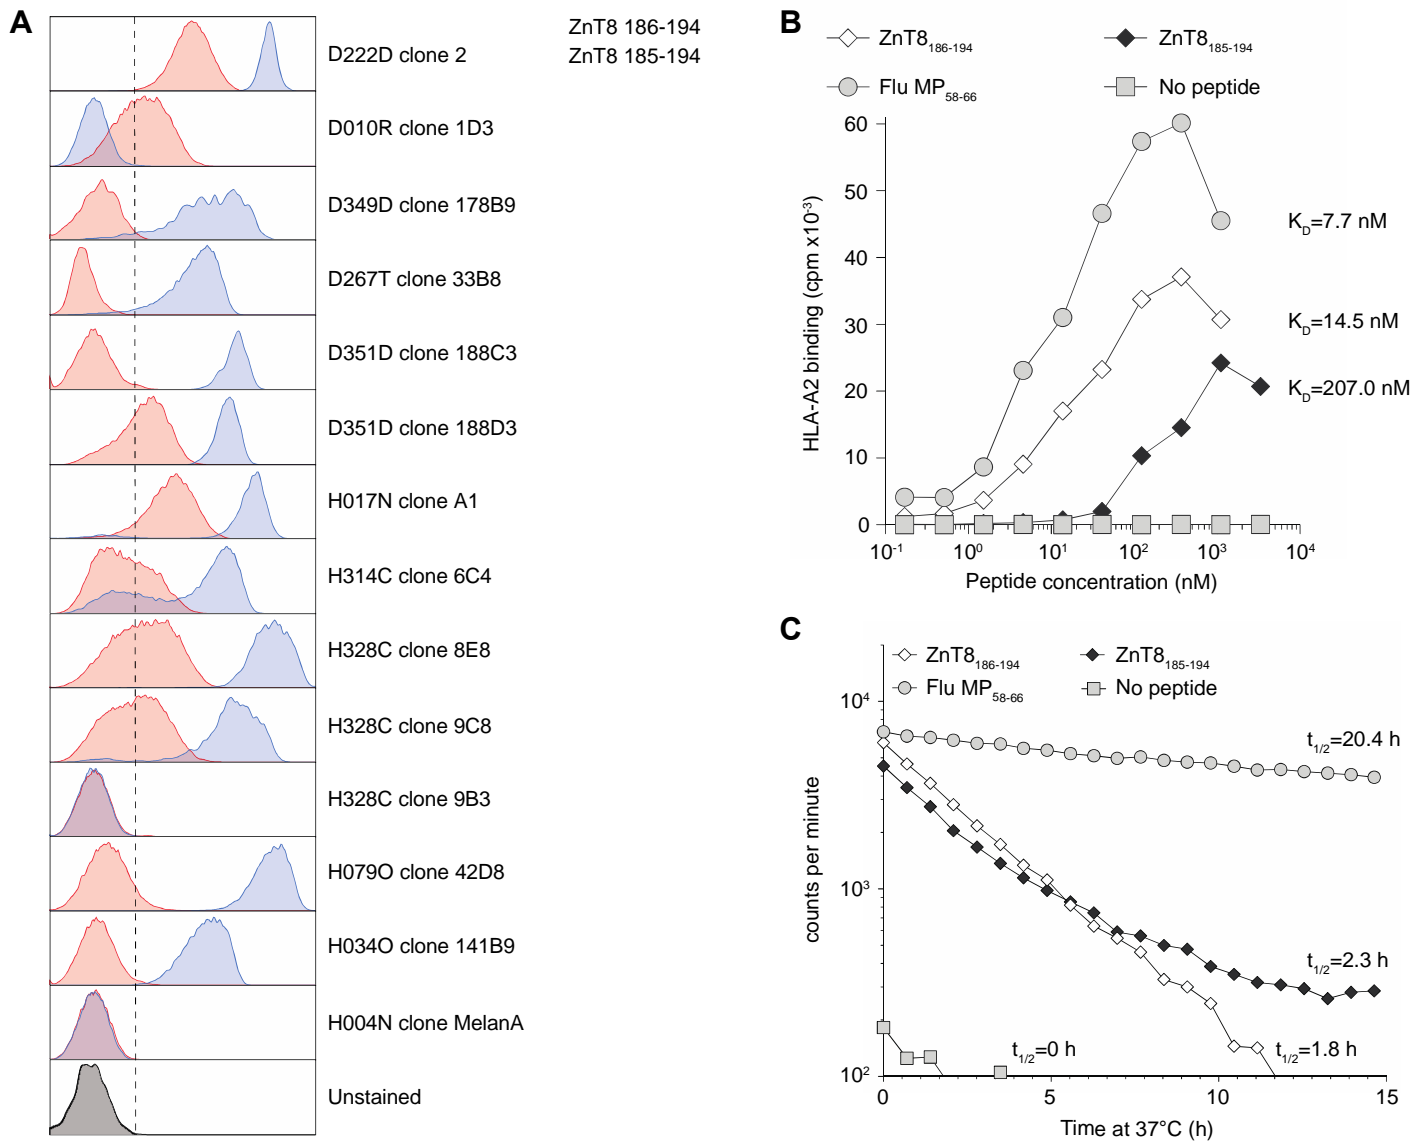 A
ZnT8 186-194
ZnT8 185-194
D222D clone 2
D010R clone 1D3
D349D clone 178B9
D267T clone 33B8
D351D clone 188C3
D351D clone 188D3
H017N clone A1
H314C clone 6C4
H328C clone 8E8
H328C clone 9C8
H328C clone 9B3
H079O clone 42D8
H034O clone 141B9
H004N clone MelanA
Unstained
B
ZnT8186-194 ZnT8185-194
Flu MP58-66 No peptide
HLA-A2 binding (cpm x10-3)
60
50
40
30
20
10
0
KD=7.7 nM
KD=14.5 nM
KD=207.0 nM
10-1 100 101 102 103 104
Peptide concentration (nM)
C
ZnT8186-194 ZnT8185-194
Flu MP58-66 No peptide
counts per minute
104
103
102
t1/2=20.4 h
t1/2=2.3 h
t1/2=0 h t1/2=1.8 h
0 5 10 15
Time at 37°C (h)